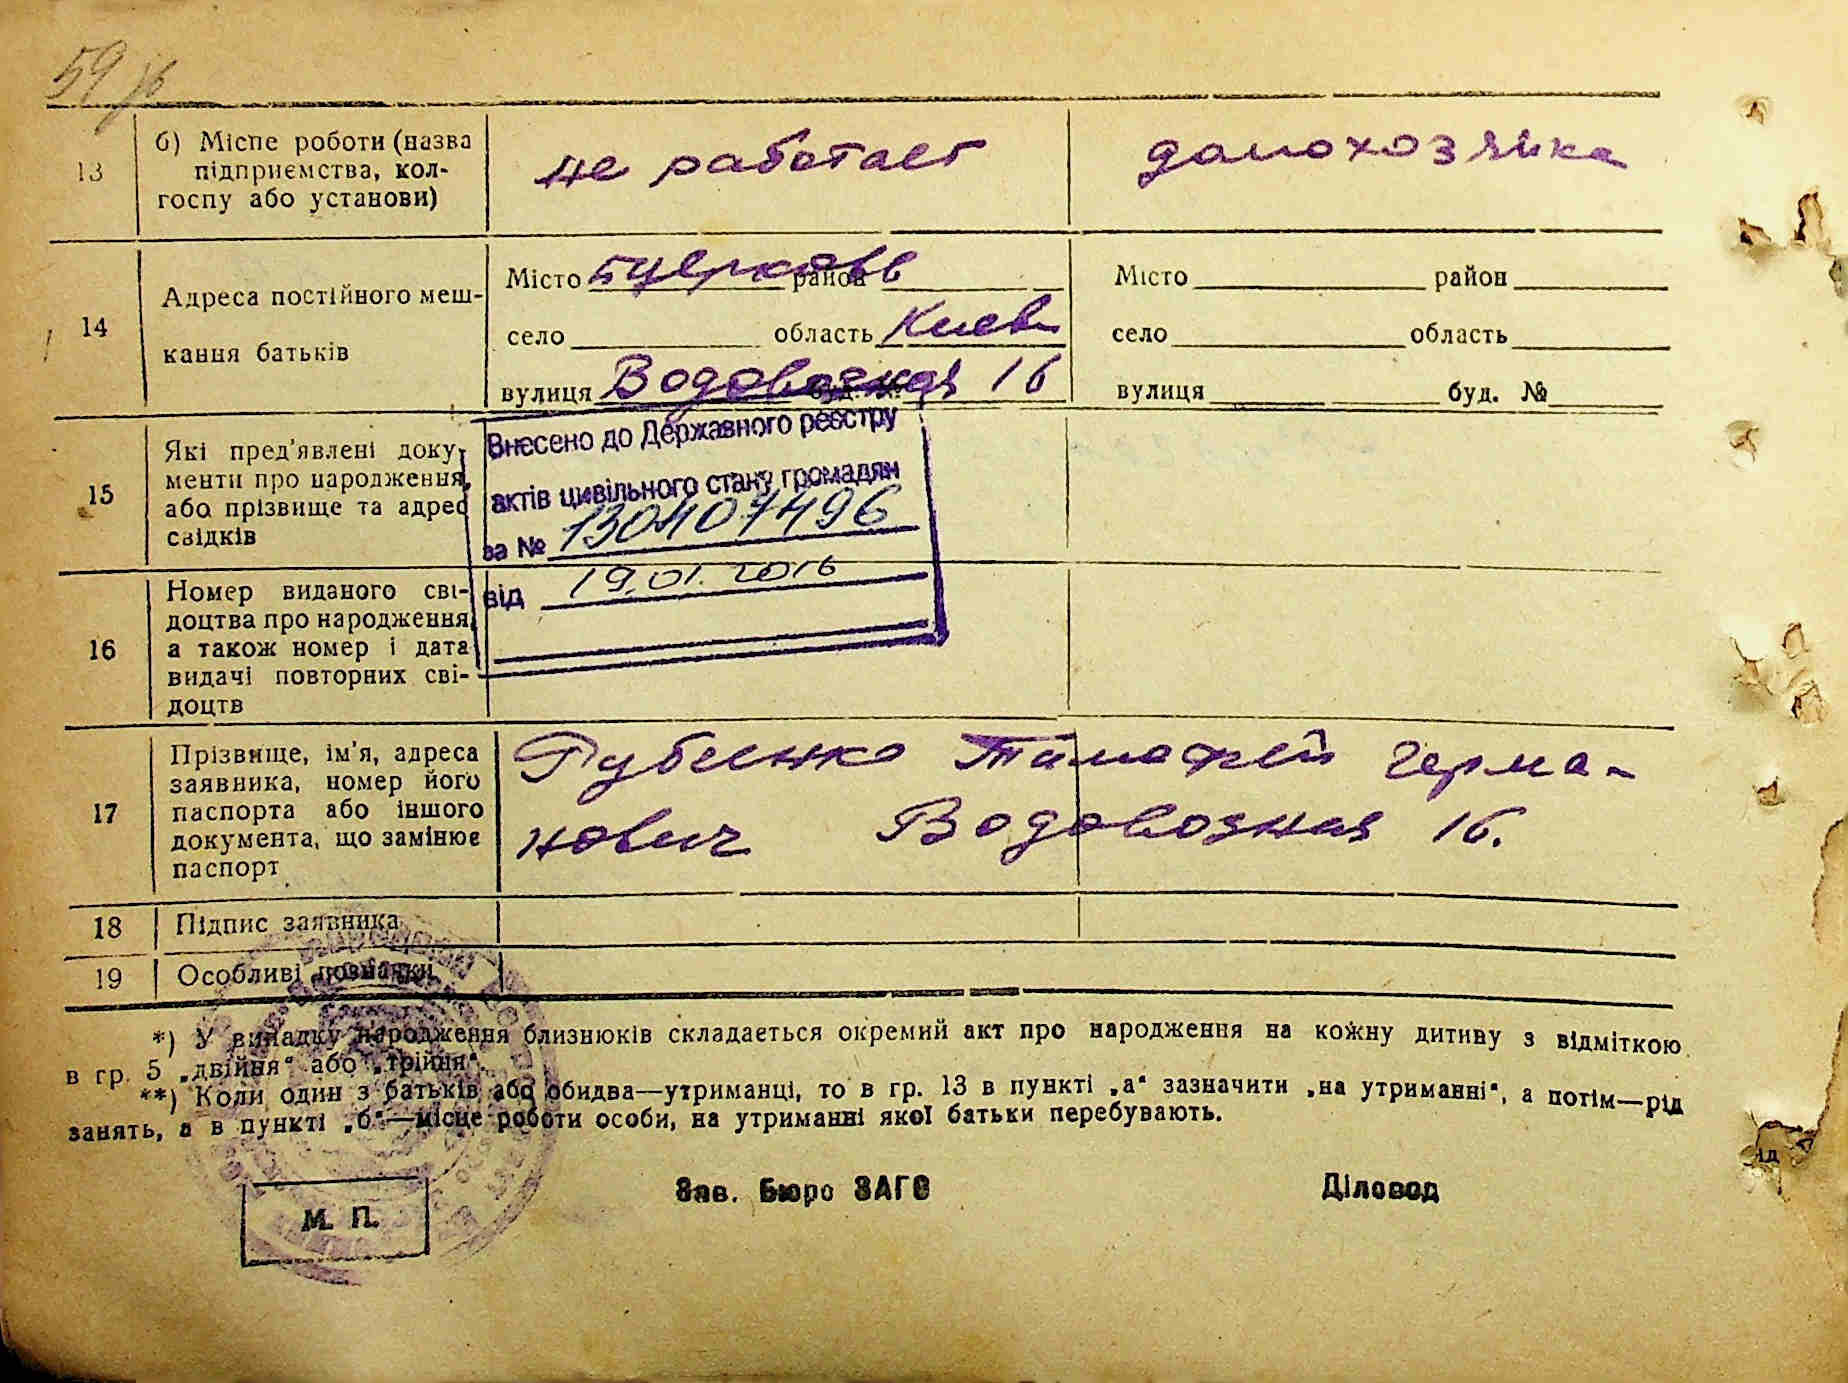 59
13
б) Місце роботи (назва
підприємства, кол-
госпу або установи)
не работает
домохозяйка
14
Адреса постійного меш-
кання батьків
Місто Бцерковь район
село область Киев
вулиця Водовозная 16
Місто район
село область
вулиця буд. №
15
Які пред'явлені доку-
менти про народження,
або прізвище та адрес
свідків
Внесено до Державного реєстру
актів цивільного стану громадян
за № 130407496
від 19.01.2016
16
Номер виданого сві-
доцтва про народження,
а також номер і дата
видачі повторних сві-
доцтв
17
Прізвище, ім'я, адреса
заявника, номер його
паспорта або іншого
документа, що замінює
паспорт
Рубленко Тимофей Герма-
нович Водовозная 16.
18
Підпис заявника
19
Особливі позначки
*) У випадку народження близнюків складається окремий акт про народження на кожну дитину з відміткою
в гр. 5 „двійня“ або „трійня“.
**) Коли один з батьків або обидва—утриманці, то в гр. 13 в пункті „а“ зазначити „на утриманні“, а потім—рід
занять, а в пункті „б“—місце роботи особи, на утриманні якої батьки перебувають.
М. П.
Зав. Бюро ЗАГС
Діловод